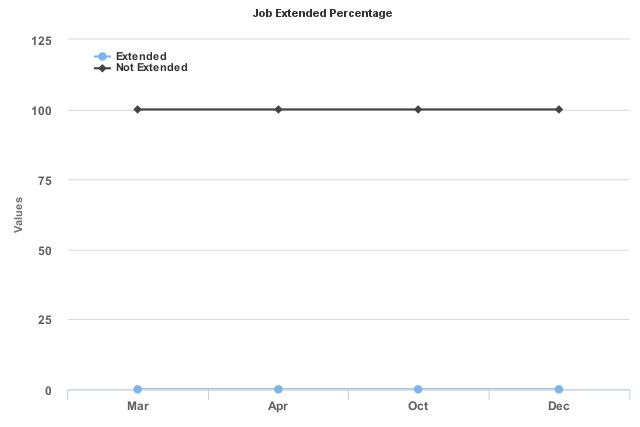 Job Extended Percentage
125
Extended
Not Extended
100
75
Values
50
25
0
Mar Apr Oct Dec